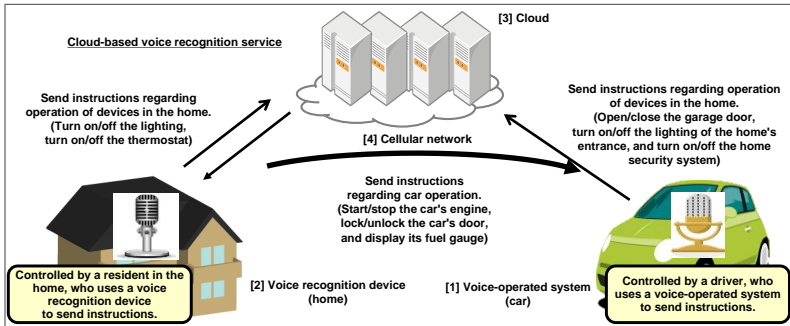 [3] Cloud
Cloud-based voice recognition service
Send instructions regarding
operation of devices in the home.
(Turn on/off the lighting,
turn on/off the thermostat)
Send instructions regarding operation
of devices in the home.
(Open/close the garage door,
turn on/off the lighting of the home's
entrance, and turn on/off the home
security system)
[4] Cellular network
Send instructions
regarding car operation.
(Start/stop the car's engine,
lock/unlock the car's door,
and display its fuel gauge)
Controlled by a resident in the
home, who uses a voice
recognition device
to send instructions.
[2] Voice recognition device
(home)
[1] Voice-operated system
(car)
Controlled by a driver, who
uses a voice-operated system
to send instructions.